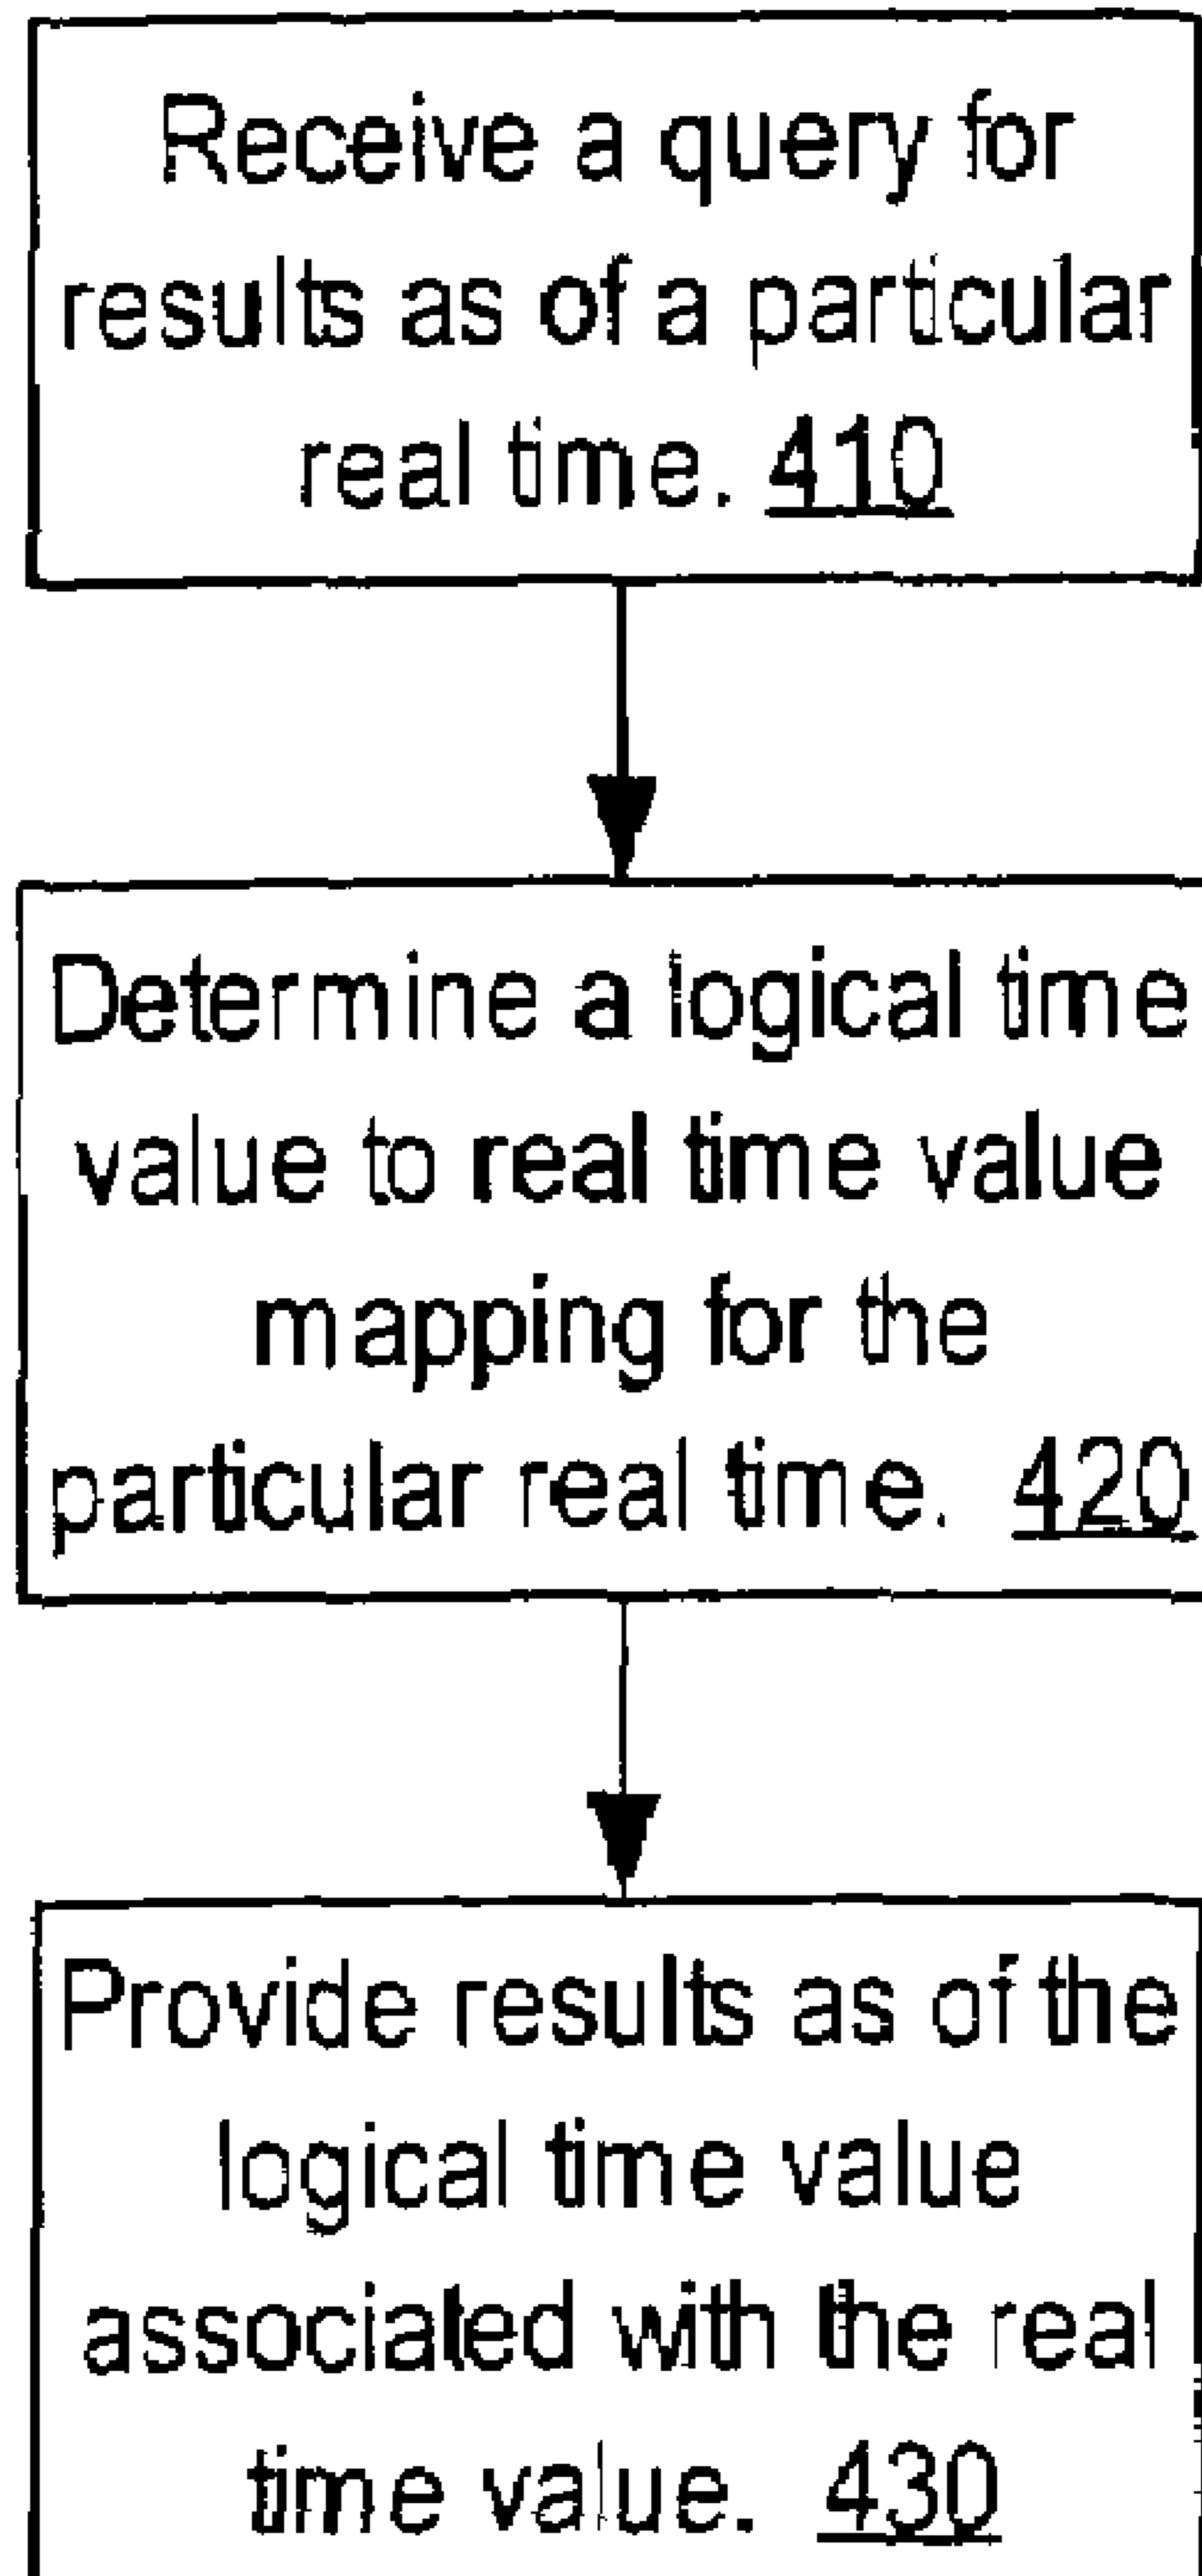 Receive a query for
results as of a particular
real time. 410
Determine a logical time
value to real time value
mapping for the
particular real time. 420
Provide results as of the
logical time value
associated with the real
time value. 430